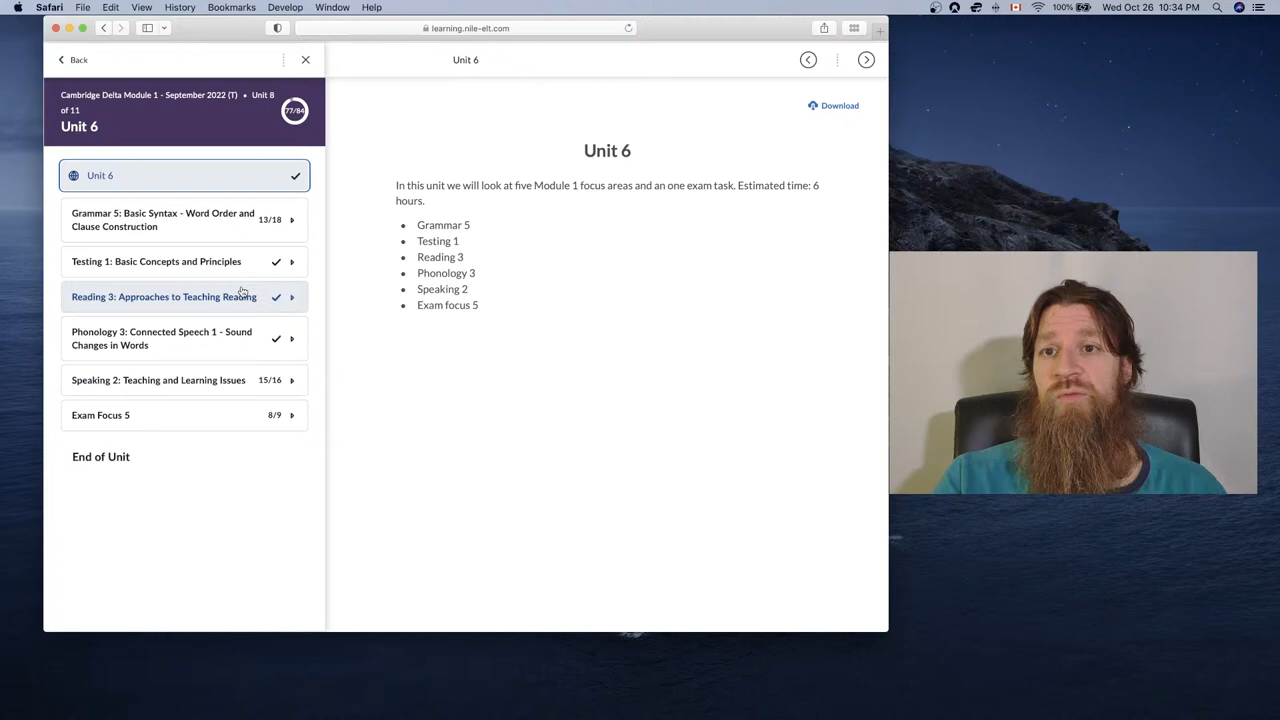 Safari File Edit View History Bookmarks Develop Window Help 100% Wed Oct 26 10:34 PM
learning.nile-elt.com
Back
Unit 6
Cambridge Delta Module 1 - September 2022 (T) • Unit 8 of 11
77/84
Unit 6
Download
Unit 6
Unit 6
In this unit we will look at five Module 1 focus areas and an one exam task. Estimated time: 6
hours.
• Grammar 5
• Testing 1
• Reading 3
• Phonology 3
• Speaking 2
• Exam focus 5
Grammar 5: Basic Syntax - Word Order and
Clause Construction
13/18
Testing 1: Basic Concepts and Principles
Reading 3: Approaches to Teaching Reading
Phonology 3: Connected Speech 1 - Sound
Changes in Words
Speaking 2: Teaching and Learning Issues 15/16
Exam Focus 5 8/9
End of Unit